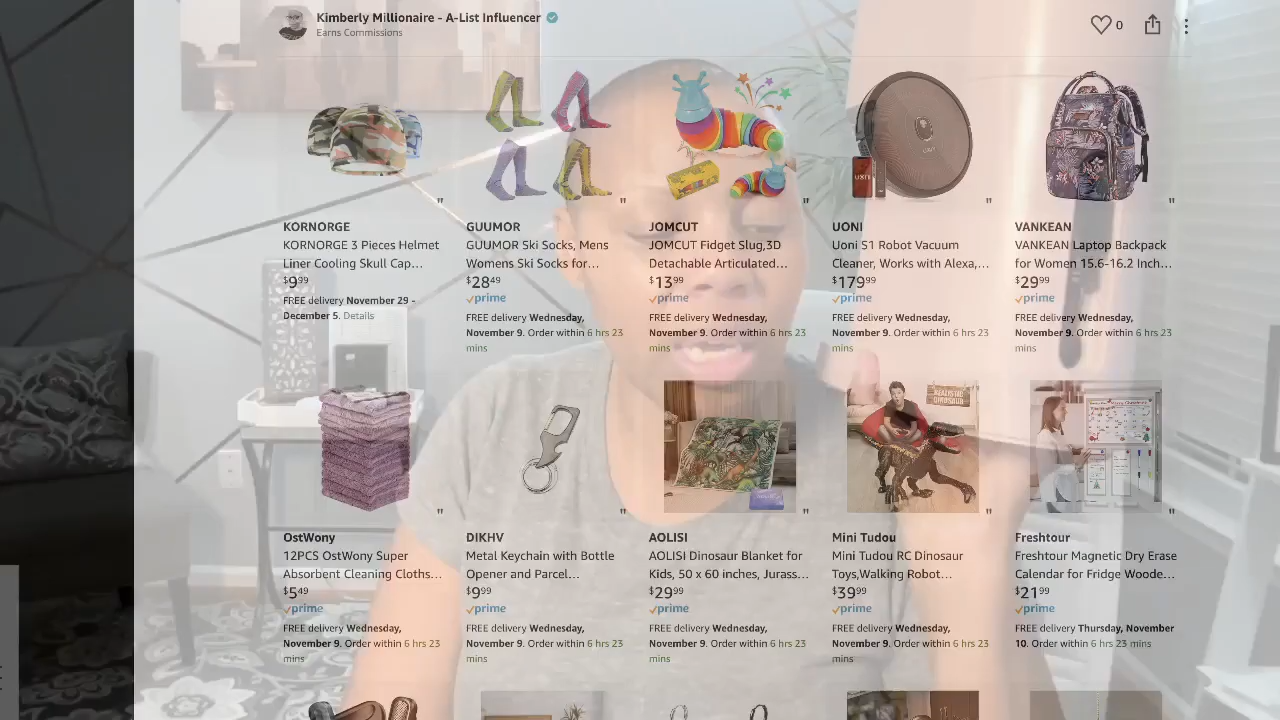 Kimberly Millionaire - A-List Influencer
Earns Commissions
0
KORNORGE
KORNORGE 3 Pieces Helmet
Liner Cooling Skull Cap...
$9.99
FREE delivery November 29 -
December 5. Details
GUUMOR
GUUMOR Ski Socks, Mens
Womens Ski Socks for...
$28.49
prime
FREE delivery Wednesday,
November 9. Order within 6 hrs 23
mins
JOMCUT
JOMCUT Fidget Slug,3D
Detachable Articulated...
$13.99
prime
FREE delivery Wednesday,
November 9. Order within 6 hrs 23
mins
UONI
Uoni S1 Robot Vacuum
Cleaner, Works with Alexa,...
$179.99
prime
FREE delivery Wednesday,
November 9. Order within 6 hrs 23
mins
VANKEAN
VANKEAN Laptop Backpack
for Women 15.6-16.2 Inch...
$29.99
prime
FREE delivery Wednesday,
November 9. Order within 6 hrs 23
mins
OstWony
12PCS OstWony Super
Absorbent Cleaning Cloths...
$5.49
prime
FREE delivery Wednesday,
November 9. Order within 6 hrs 23
mins
DIKHV
Metal Keychain with Bottle
Opener and Parcel...
$9.99
prime
FREE delivery Wednesday,
November 9. Order within 6 hrs 23
mins
AOLISI
AOLISI Dinosaur Blanket for
Kids, 50 x 60 inches, Jurass...
$29.99
prime
FREE delivery Wednesday,
November 9. Order within 6 hrs 23
mins
REALISTIC
DINOSAUR
Mini Tudou
Mini Tudou RC Dinosaur
Toys,Walking Robot...
$39.99
prime
FREE delivery Wednesday,
November 9. Order within 6 hrs 23
mins
Freshtour
Freshtour Magnetic Dry Erase
Calendar for Fridge Woode...
$21.99
prime
FREE delivery Thursday, November
10. Order within 6 hrs 23 mins